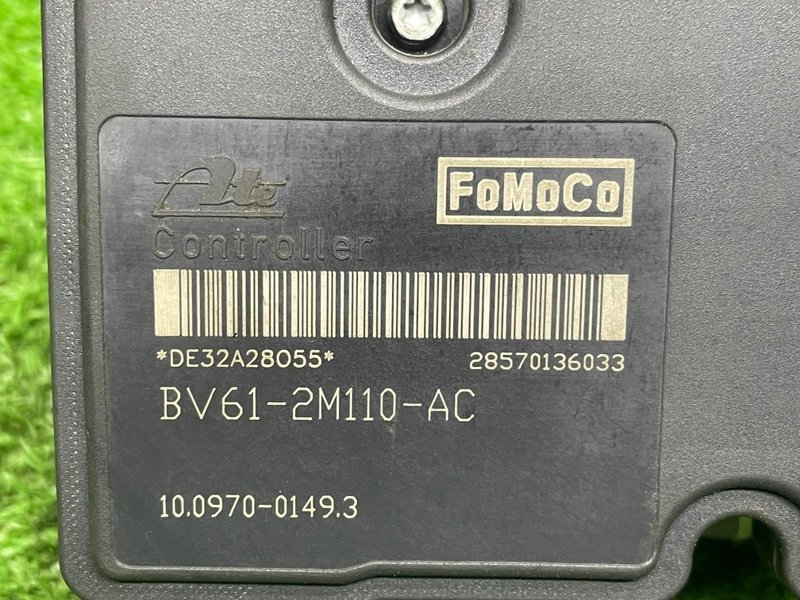 Ate
FoMoCo
Controller
*DE32A28055* 28570136033
BV61-2M110-AC
10.0970-0149.3